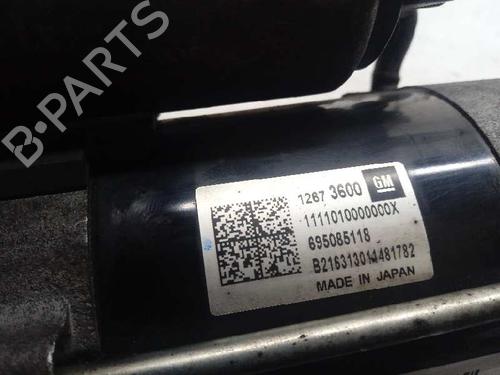 B-PARTS
1267 3600 GM
1111010000000X
695085118
B216313014481782
MADE IN JAPAN